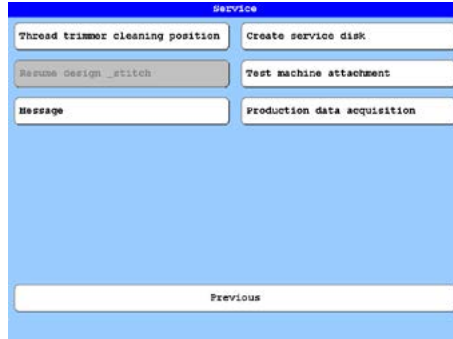 Service
Thread trimmer cleaning position
Create service disk
Resume design _stitch
Test machine attachment
Message
Production data acquisition
Previous